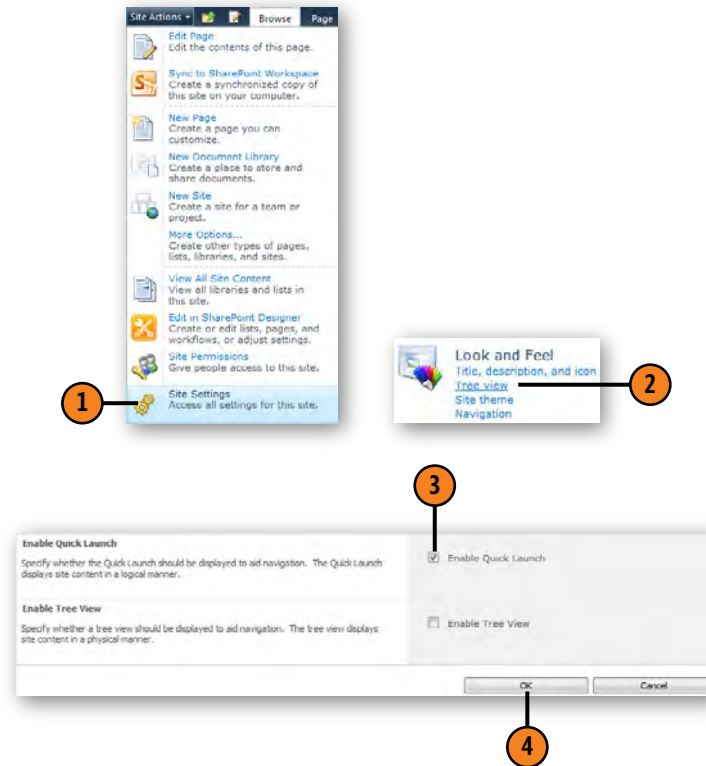 Site Actions
Browse
Page
Edit Page
Edit the contents of this page.
Sync to SharePoint Workspace
Create a synchronized copy of
this site on your computer.
New Page
Create a page you can
customize.
New Document Library
Create a place to store and
share documents.
New Site
Create a site for a team or
project.
More Options...
Create other types of pages,
lists, libraries, and sites.
View All Site Content
View all libraries and lists in
this site.
Edit in SharePoint Designer
Create or edit lists, pages, and
workflows, or adjust settings.
Site Permissions
Give people access to this site.
Site Settings
Access all settings for this site.
1
Look and Feel
Title, description, and icon
Tree view
Site theme
Navigation
2
3
Enable Quick Launch
Specify whether the Quick Launch should be displayed to aid navigation. The Quick Launch
displays site content in a logical manner.
Enable Quick Launch
Enable Tree View
Specify whether a tree view should be displayed to aid navigation. The tree view displays
site content in a physical manner.
Enable Tree View
OK
Cancel
4